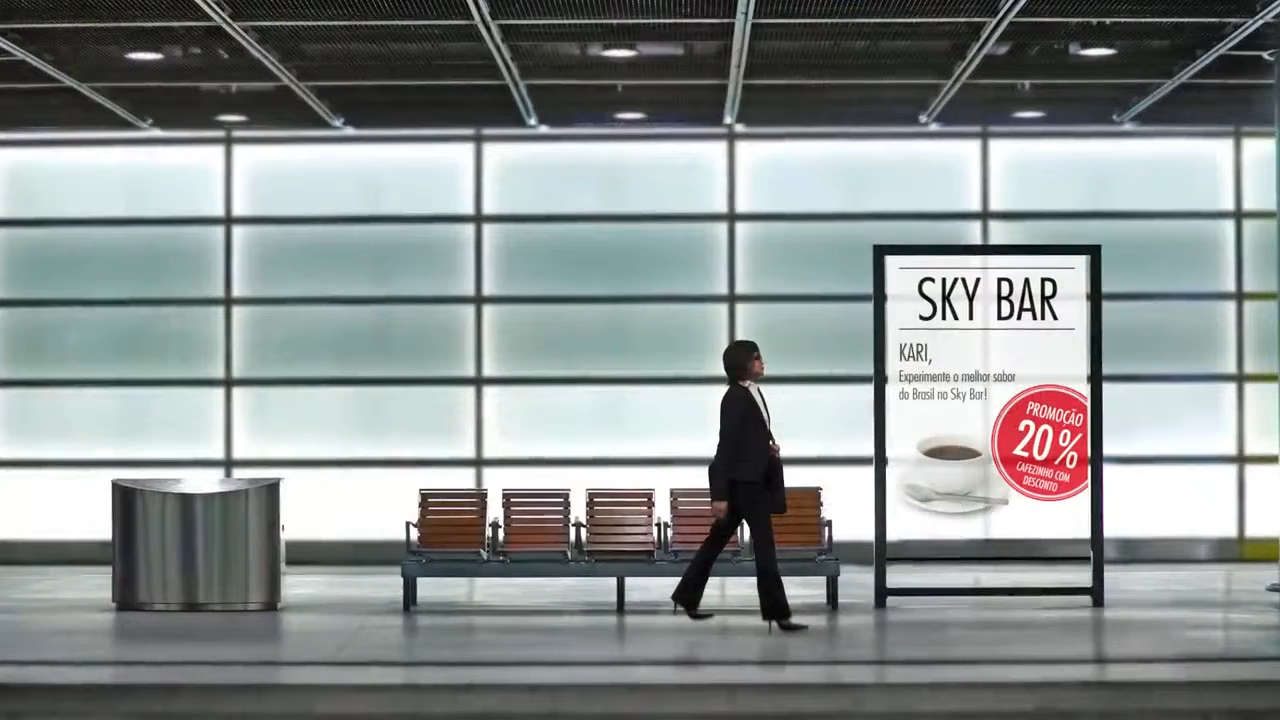 SKY BAR
KARI,
Experimente o melhor sabor
do Brasil no Sky Bar!
PROMOÇÃO
20%
CAFEZINHO COM
DESCONTO